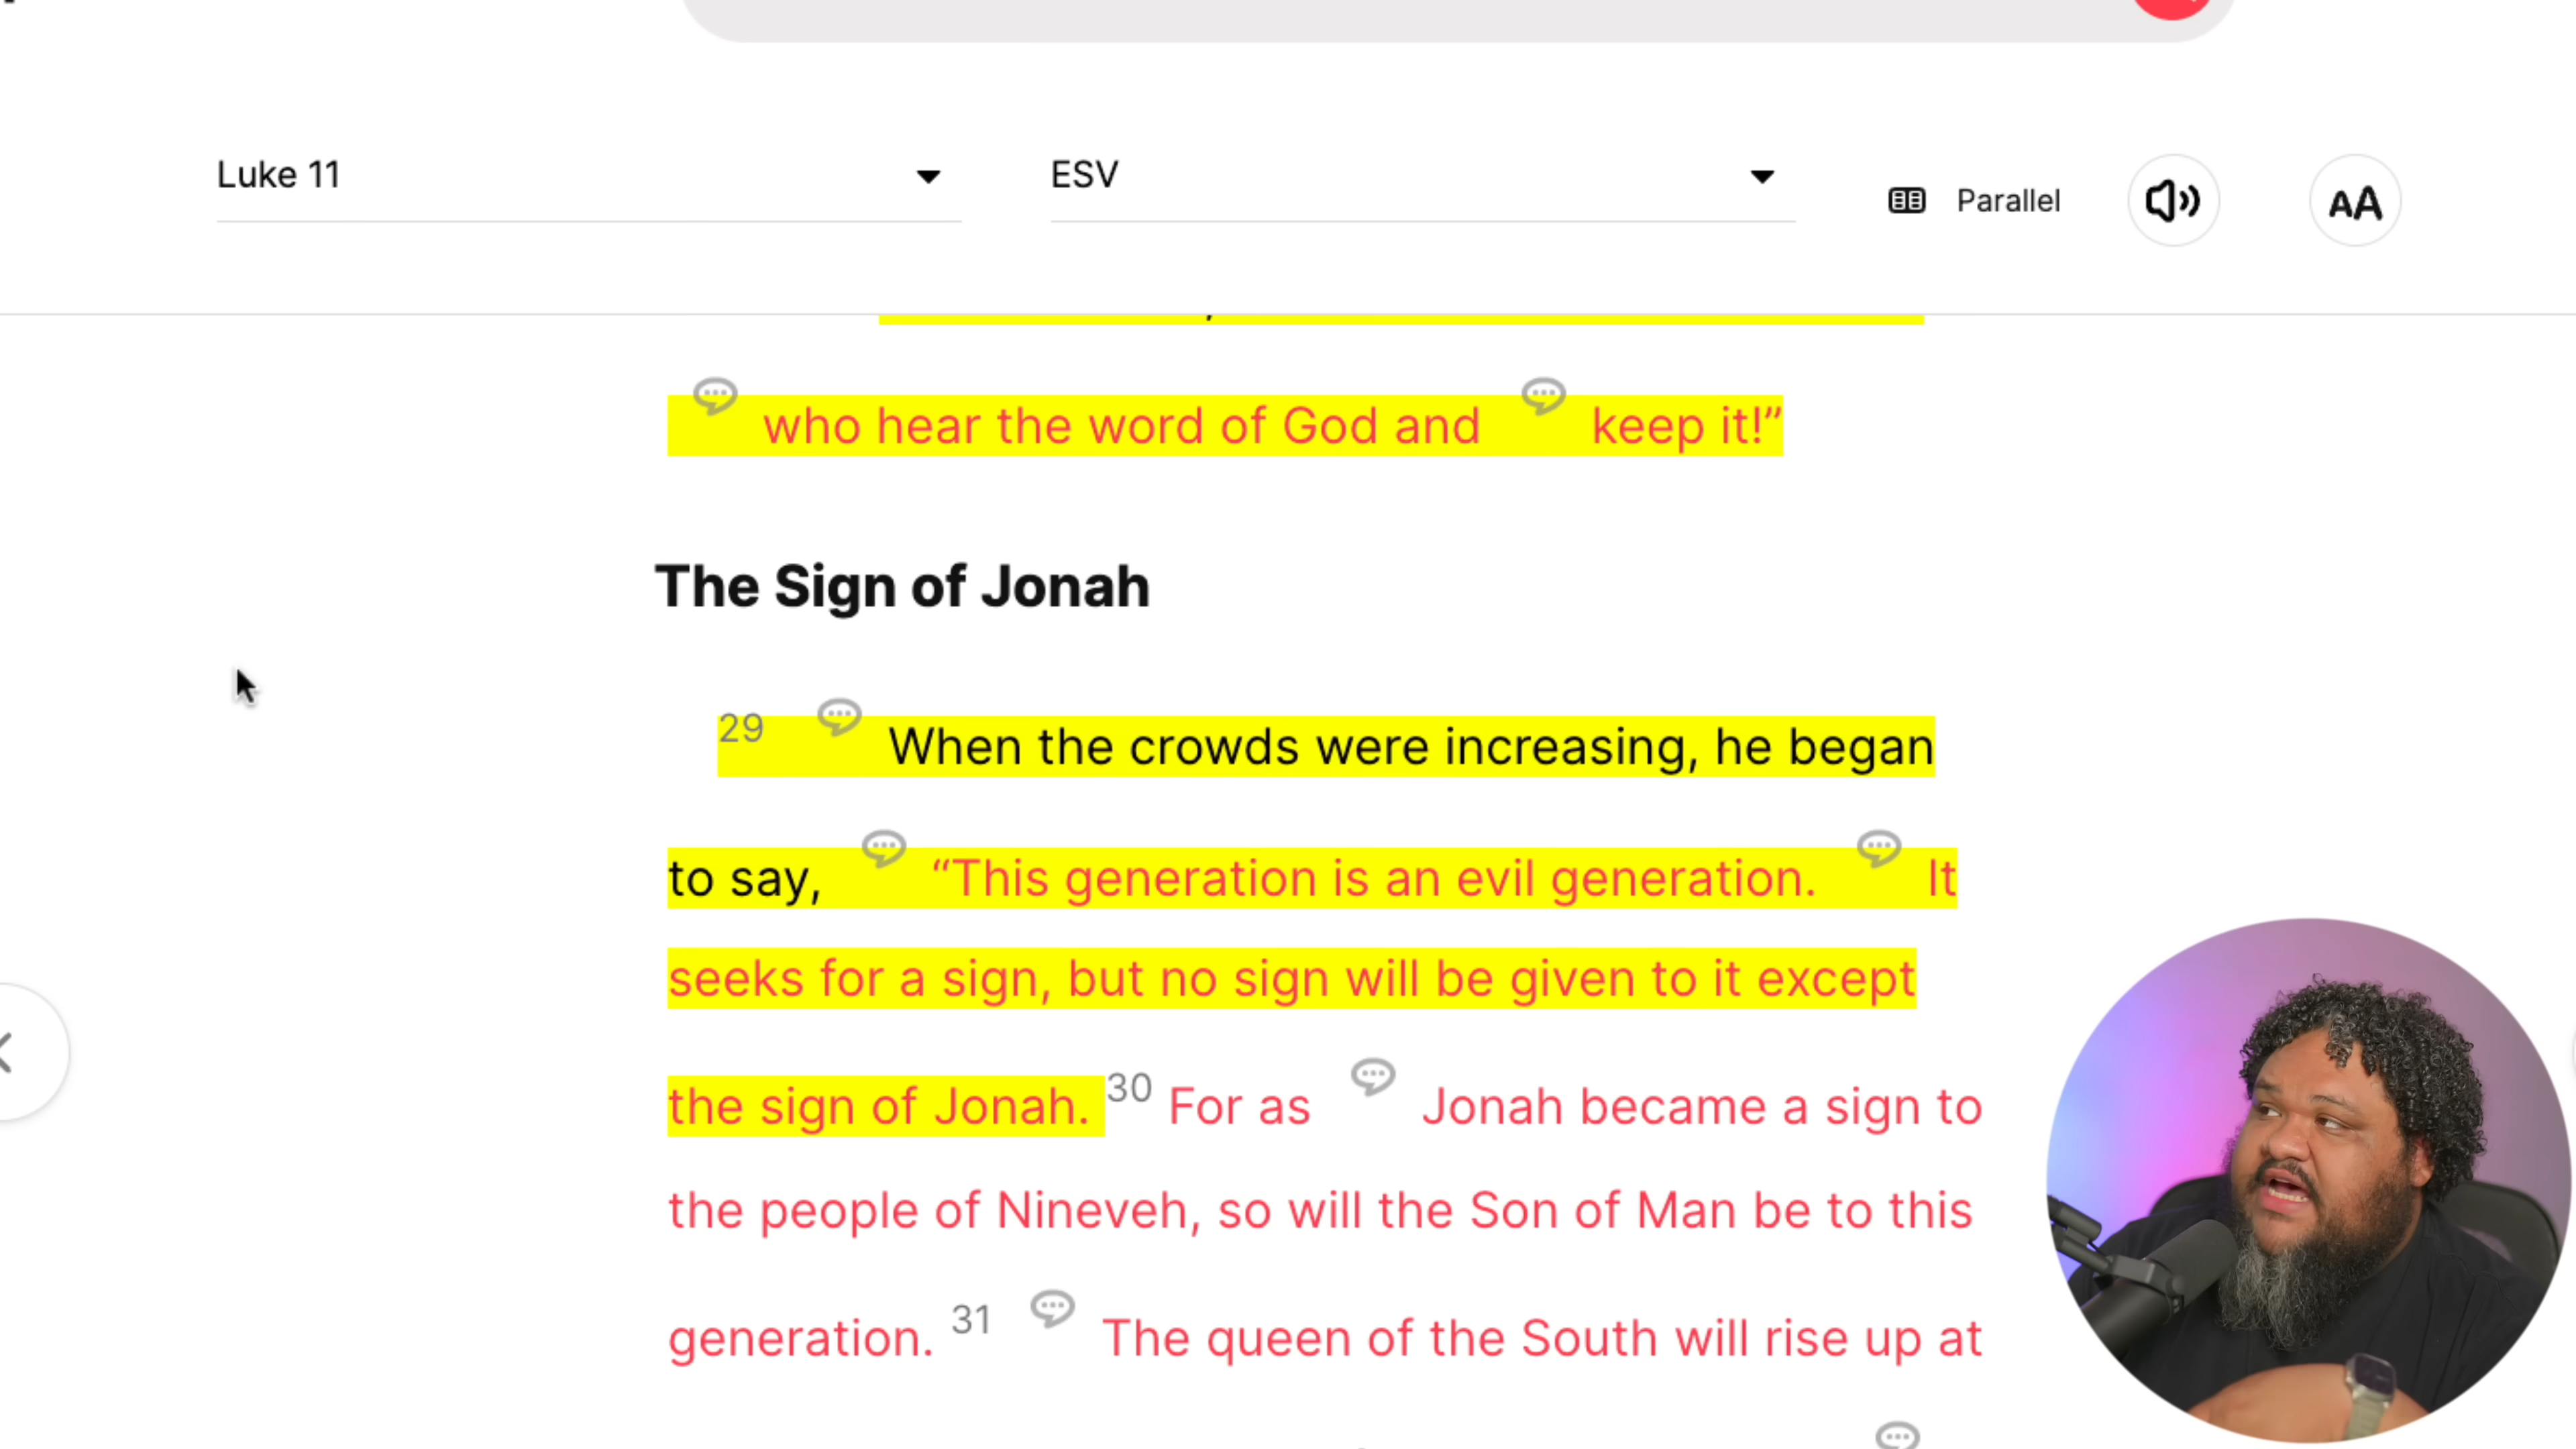 Luke 11
ESV
Parallel
AA
who hear the word of God and keep it!”
The Sign of Jonah
29 When the crowds were increasing, he began
to say, “This generation is an evil generation. It
seeks for a sign, but no sign will be given to it except
the sign of Jonah. 30 For as Jonah became a sign to
the people of Nineveh, so will the Son of Man be to this
generation. 31 The queen of the South will rise up at